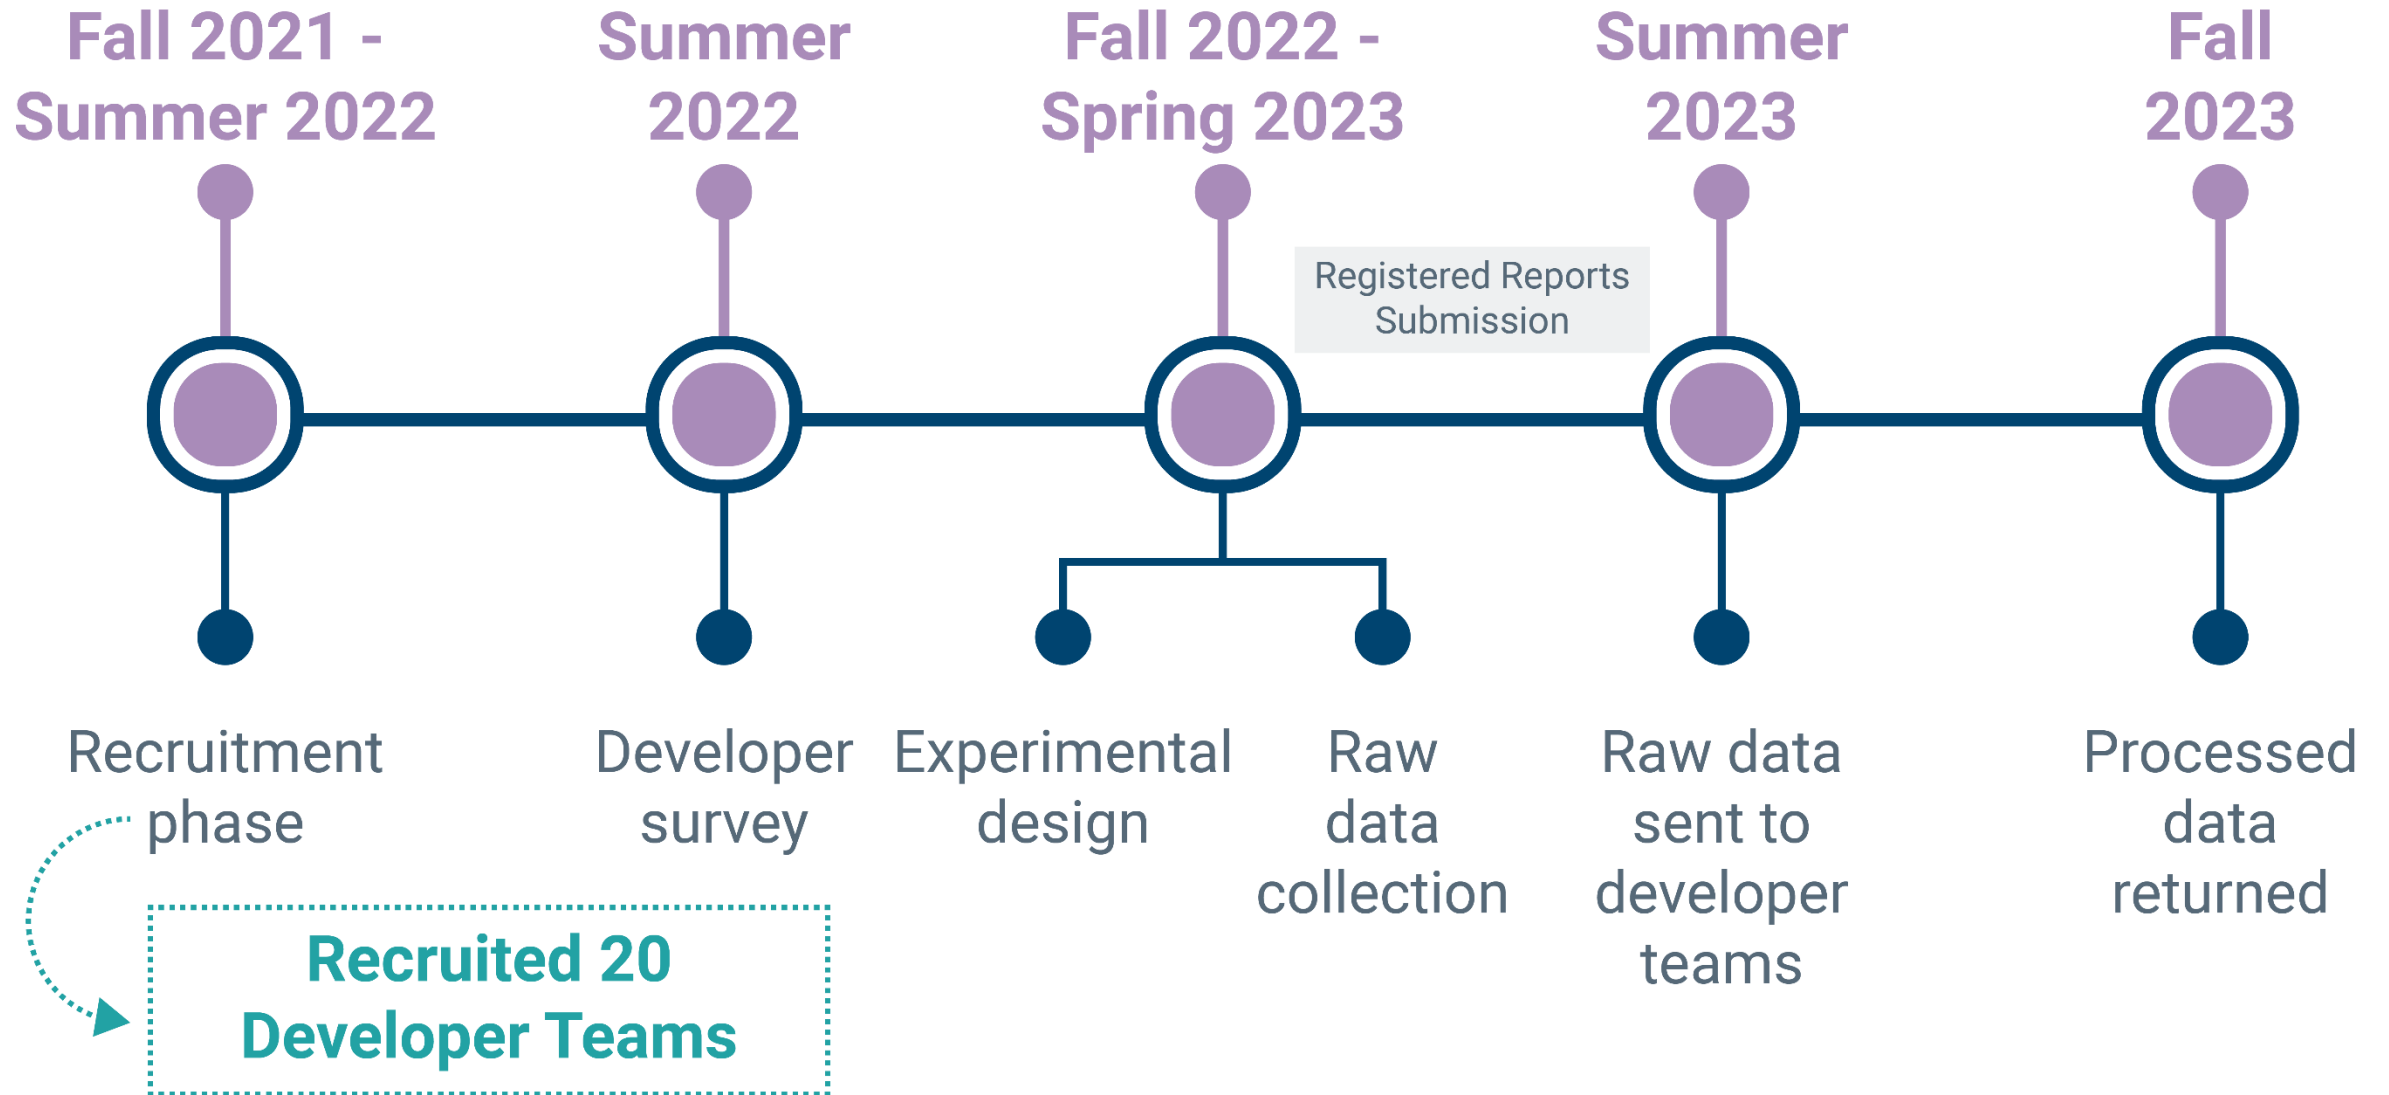 Fall 2021 -
Summer 2022
Summer
2022
Fall 2022 -
Spring 2023
Summer
2023
Fall
2023
Registered Reports
Submission
Recruitment
phase
Developer
survey
Experimental
design
Raw
data
collection
Raw data
sent to
developer
teams
Processed
data
returned
Recruited 20
Developer Teams